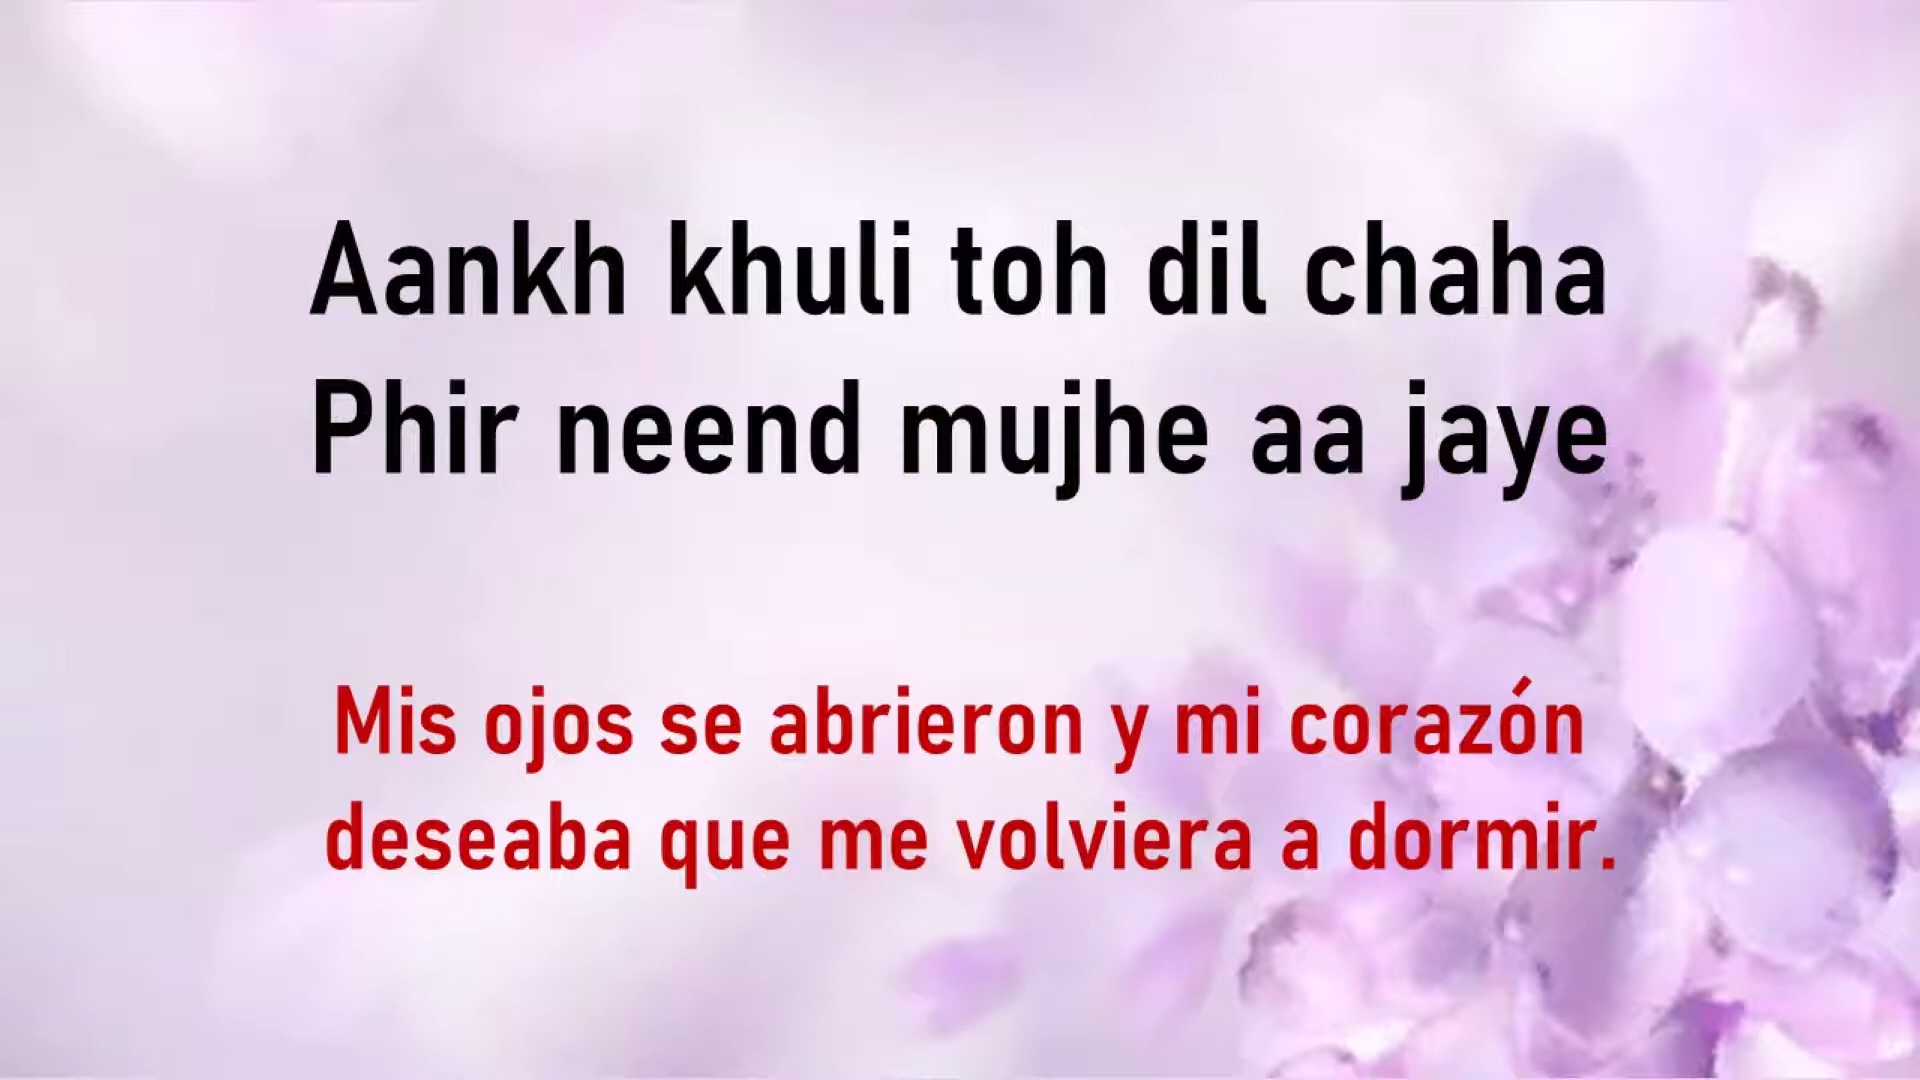 Aankh khuli toh dil chaha
Phir neend mujhe aa jaye
Mis ojos se abrieron y mi corazón
deseaba que me volviera a dormir.